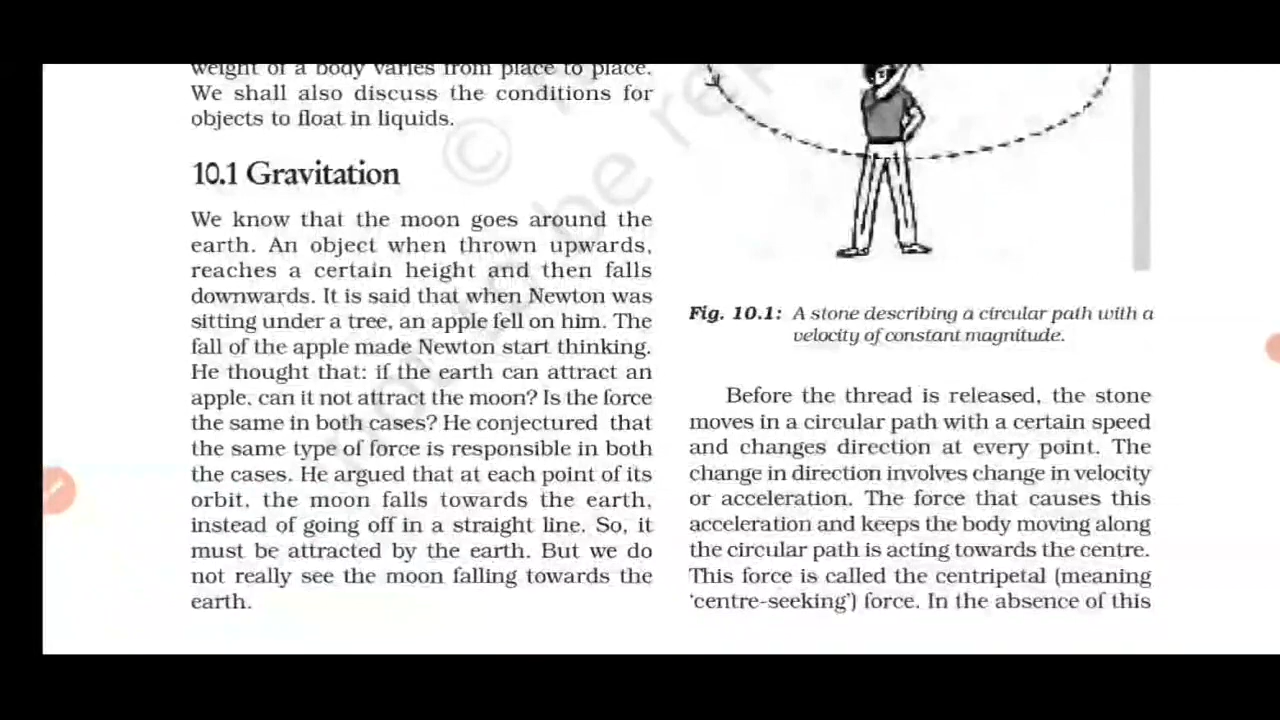 weight of a body varies from place to place.
We shall also discuss the conditions for
objects to float in liquids.
10.1 Gravitation
We know that the moon goes around the
earth. An object when thrown upwards,
reaches a certain height and then falls
downwards. It is said that when Newton was
sitting under a tree, an apple fell on him. The
fall of the apple made Newton start thinking.
He thought that: if the earth can attract an
apple, can it not attract the moon? Is the force
the same in both cases? He conjectured that
the same type of force is responsible in both
the cases. He argued that at each point of its
orbit, the moon falls towards the earth,
instead of going off in a straight line. So, it
must be attracted by the earth. But we do
not really see the moon falling towards the
earth.
Fig. 10.1: A stone describing a circular path with a
velocity of constant magnitude.
Before the thread is released, the stone
moves in a circular path with a certain speed
and changes direction at every point. The
change in direction involves change in velocity
or acceleration. The force that causes this
acceleration and keeps the body moving along
the circular path is acting towards the centre.
This force is called the centripetal (meaning
‘centre-seeking’) force. In the absence of this